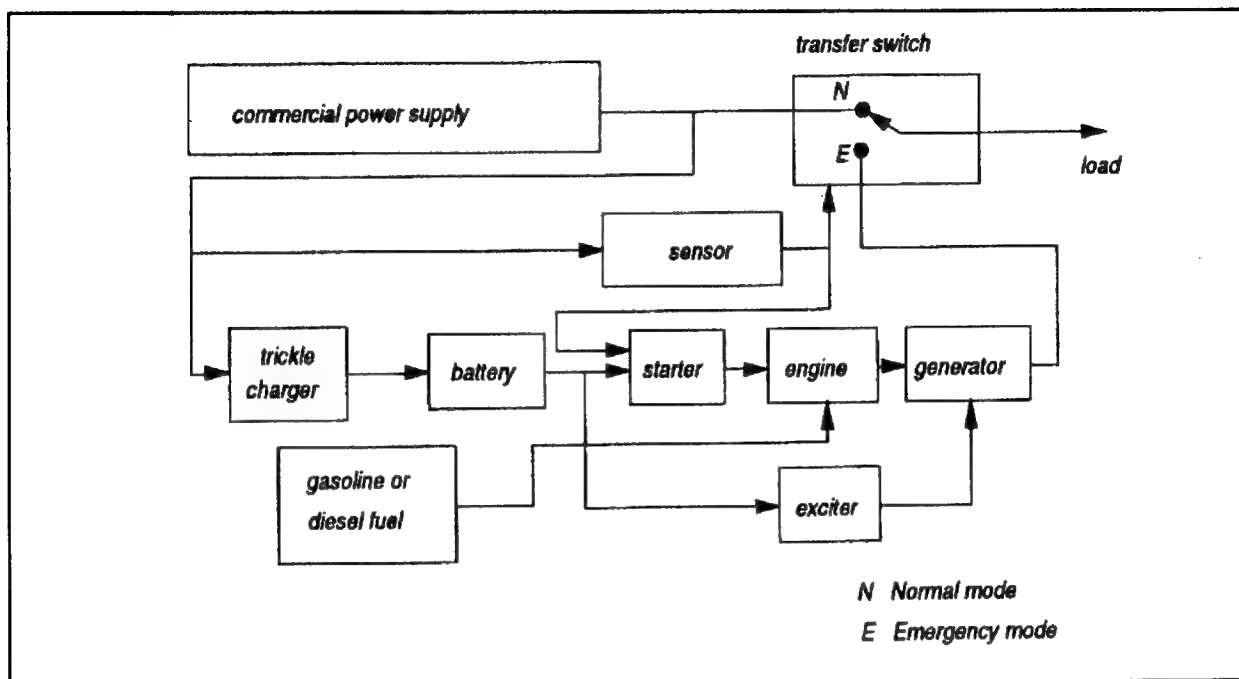 transfer switch
commercial power supply
N
E
load
sensor
trickle
charger
battery
starter
engine
generator
gasoline or
diesel fuel
exciter
N Normal mode
E Emergency mode